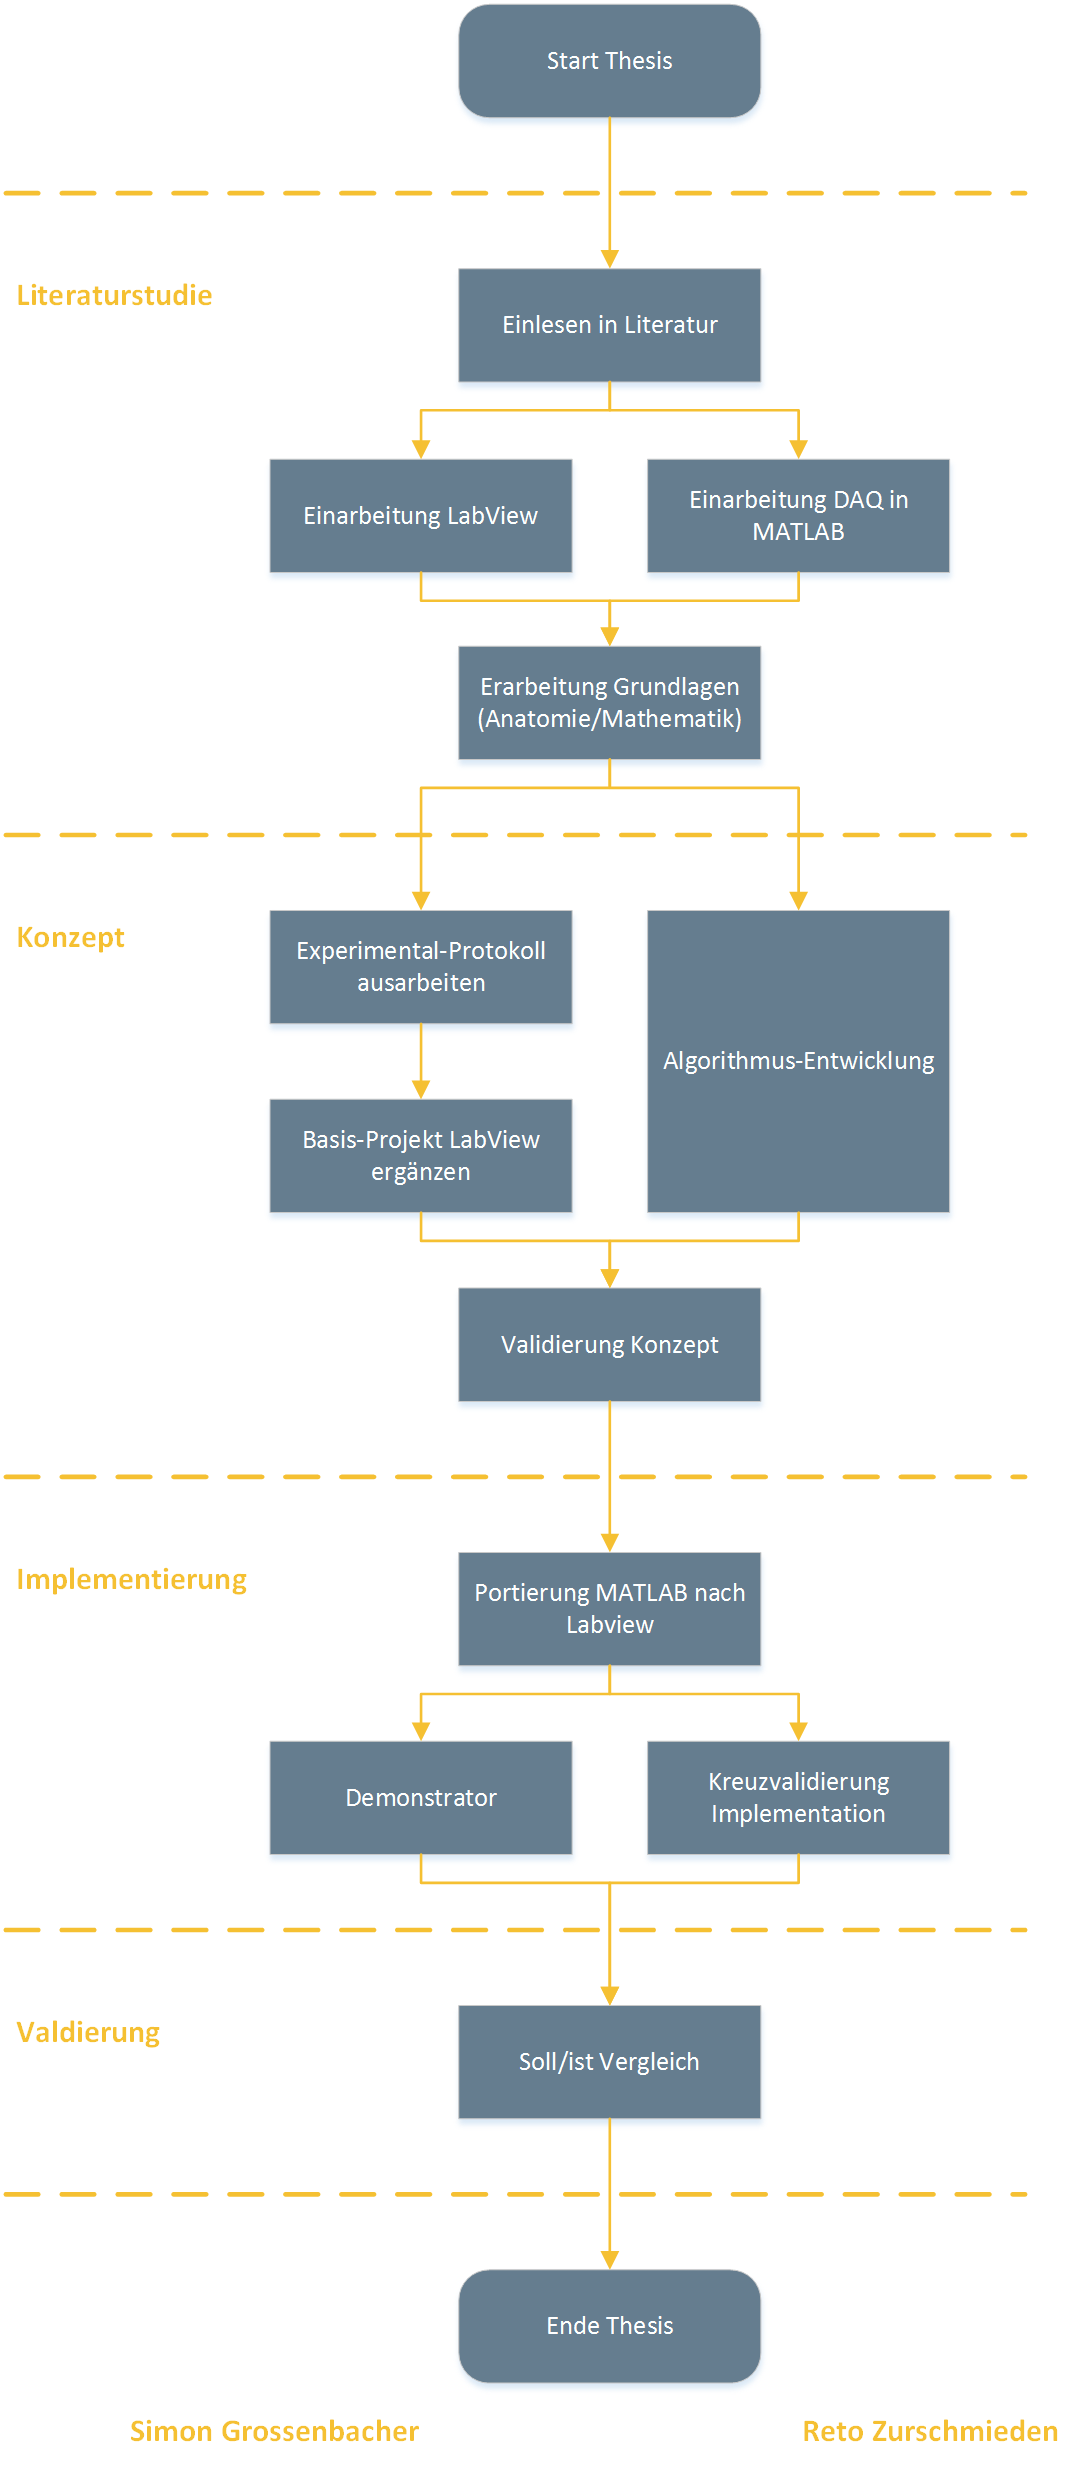 Start Thesis
Literaturstudie
Einlesen in Literatur
Einarbeitung LabView
Einarbeitung DAQ in
MATLAB
Erarbeitung Grundlagen
(Anatomie/Mathematik)
Konzept
Experimental-Protokoll
ausarbeiten
Algorithmus-Entwicklung
Basis-Projekt LabView
ergänzen
Validierung Konzept
Implementierung
Portierung MATLAB nach
Labview
Demonstrator
Kreuzvalidierung
Implementation
Valdierung
Soll/ist Vergleich
Ende Thesis
Simon Grossenbacher
Reto Zurschmieden